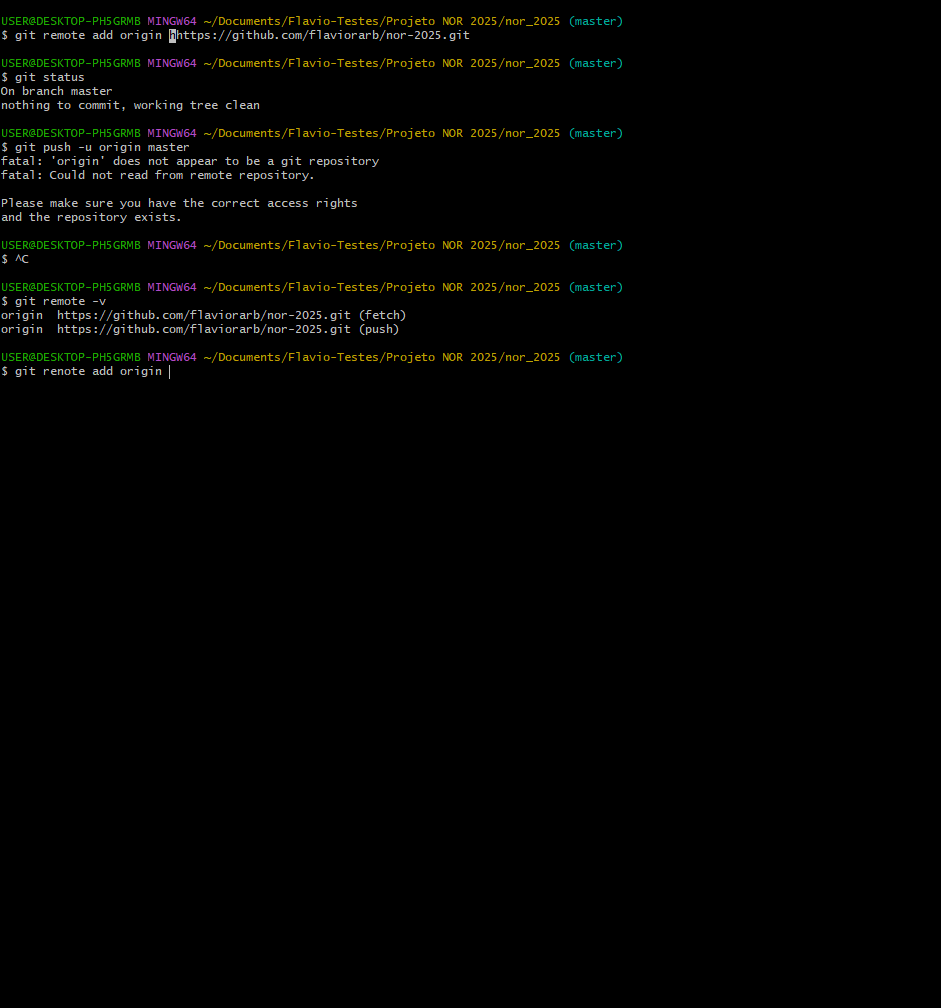 USER@DESKTOP-PH5GRMB MINGW64 ~/Documents/Flavio-Testes/Projeto NOR 2025/nor_2025 (master)
$ git remote add origin hhttps://github.com/flaviorarb/nor-2025.git
USER@DESKTOP-PH5GRMB MINGW64 ~/Documents/Flavio-Testes/Projeto NOR 2025/nor_2025 (master)
$ git status
On branch master
nothing to commit, working tree clean
USER@DESKTOP-PH5GRMB MINGW64 ~/Documents/Flavio-Testes/Projeto NOR 2025/nor_2025 (master)
$ git push -u origin master
fatal: 'origin' does not appear to be a git repository
fatal: Could not read from remote repository.
Please make sure you have the correct access rights
and the repository exists.
USER@DESKTOP-PH5GRMB MINGW64 ~/Documents/Flavio-Testes/Projeto NOR 2025/nor_2025 (master)
$ ^C
USER@DESKTOP-PH5GRMB MINGW64 ~/Documents/Flavio-Testes/Projeto NOR 2025/nor_2025 (master)
$ git remote -v
origin  https://github.com/flaviorarb/nor-2025.git (fetch)
origin  https://github.com/flaviorarb/nor-2025.git (push)
USER@DESKTOP-PH5GRMB MINGW64 ~/Documents/Flavio-Testes/Projeto NOR 2025/nor_2025 (master)
$ git renote add origin